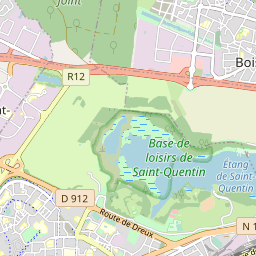 Joint
Bois
R12
Base de
loisirs de
Saint-Quentin
Étang
de Saint
Quentin
D 912
Route de Dreux
N 1